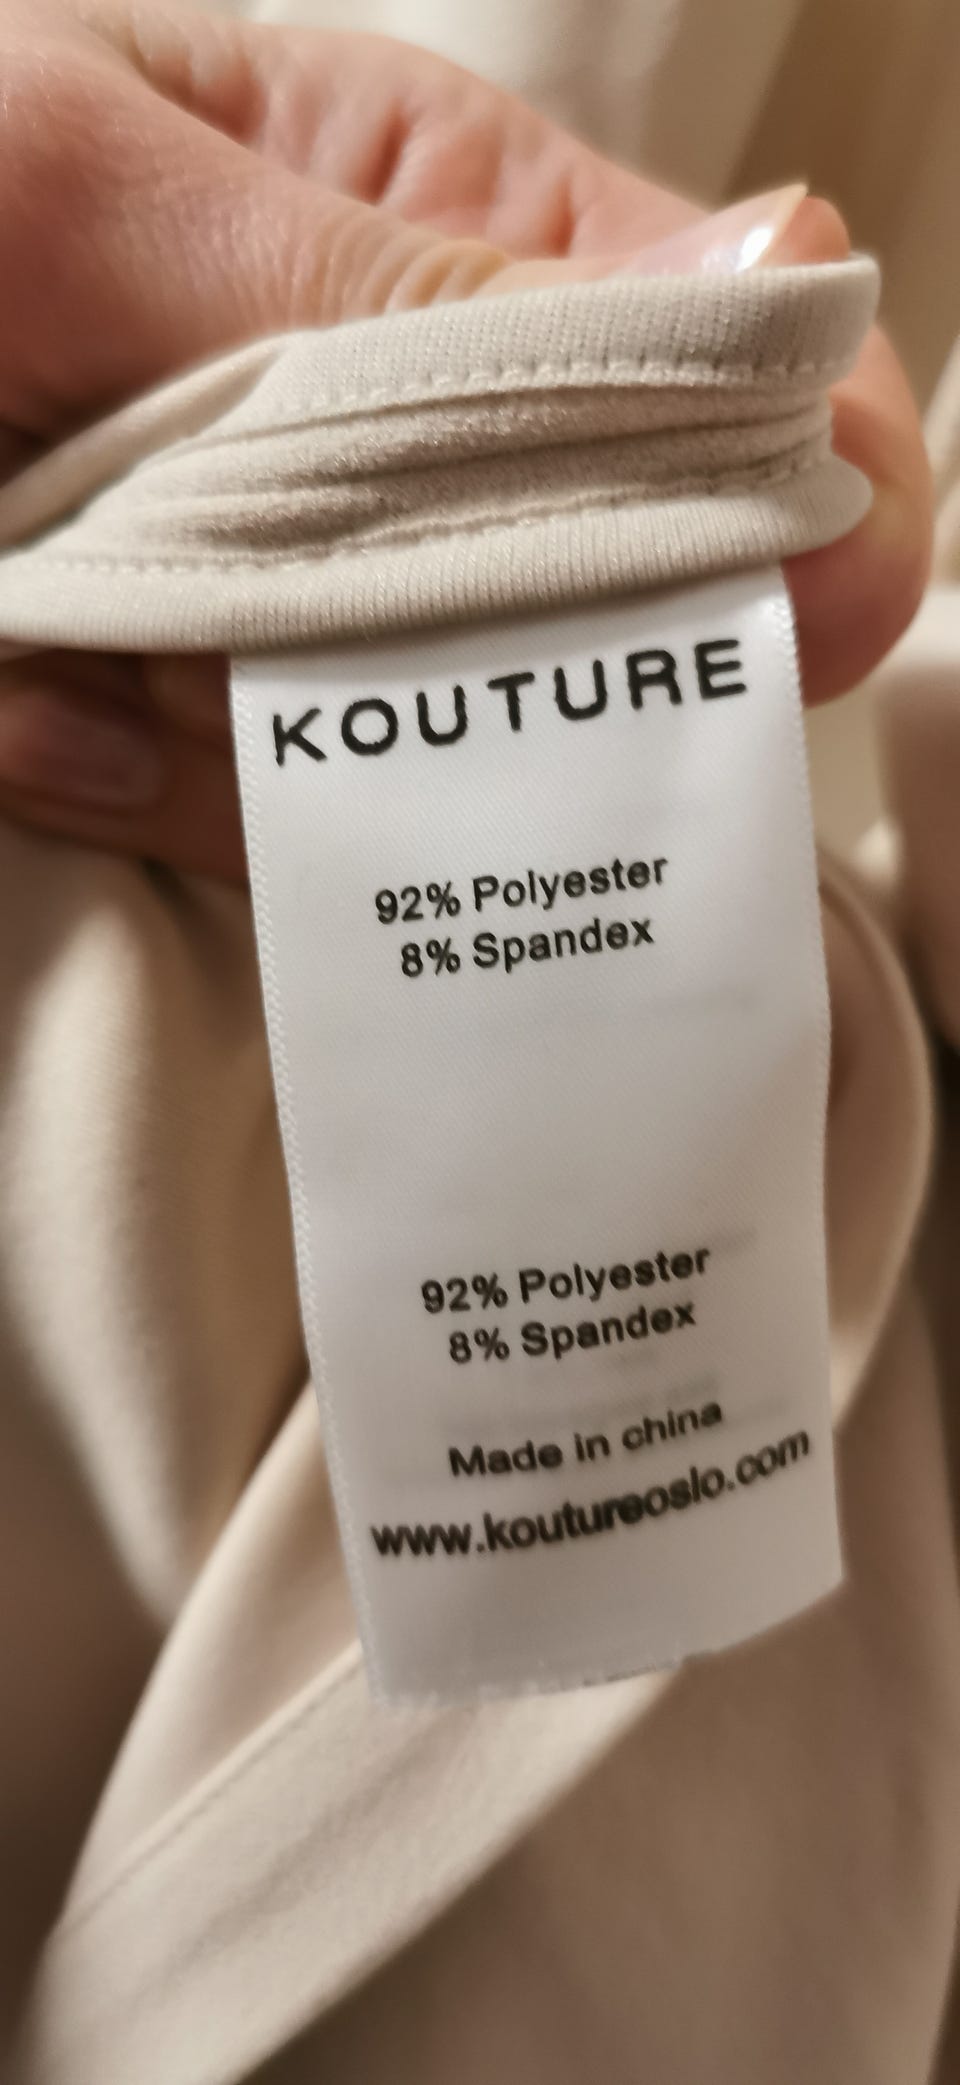 KOUTURE
92% Polyester
8% Spandex
92% Polyester
8% Spandex
Made in china
www.koutureoslo.com